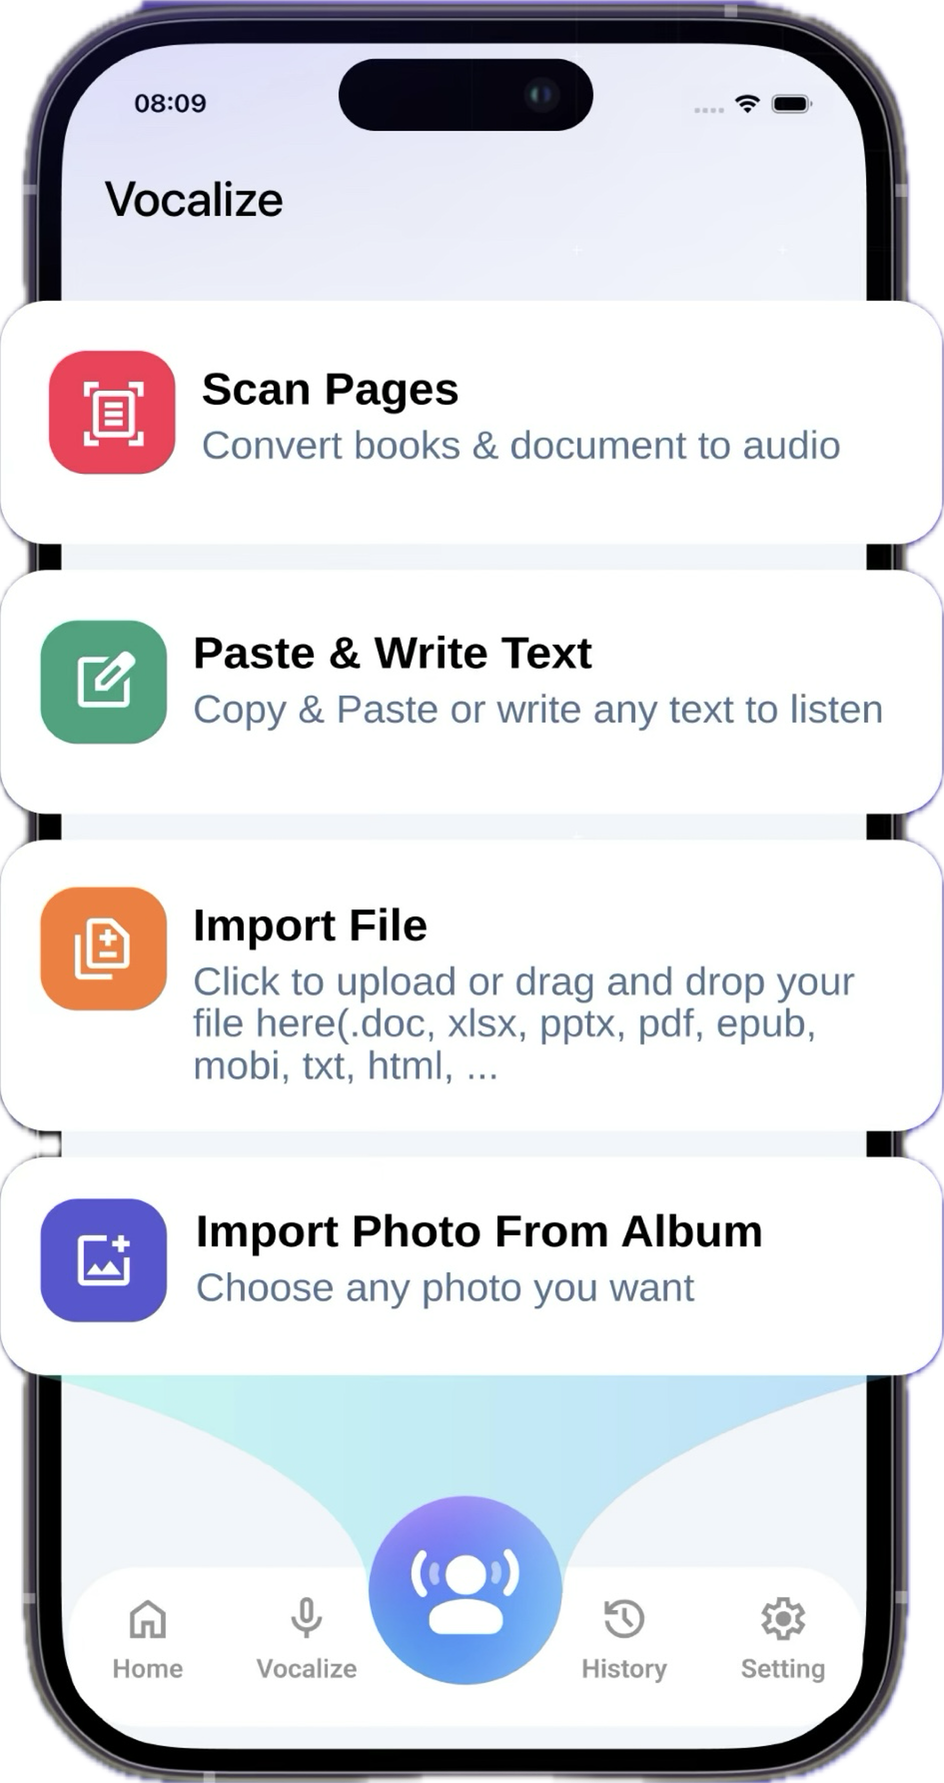 08:09
Vocalize
Scan Pages
Convert books & document to audio
Paste & Write Text
Copy & Paste or write any text to listen
Import File
Click to upload or drag and drop your
file here(.doc, xlsx, pptx, pdf, epub,
mobi, txt, html, ...
Import Photo From Album
Choose any photo you want
Home
Vocalize
History
Setting